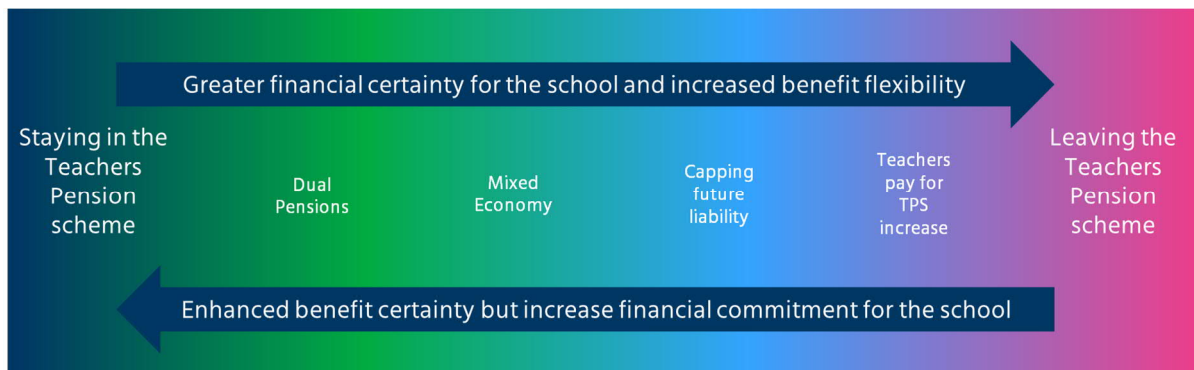 Greater financial certainty for the school and increased benefit flexibility
Staying in the
Teachers
Pension
scheme
Dual
Pensions
Mixed
Economy
Capping
future
liability
Teachers
pay for
TPS
increase
Leaving the
Teachers
Pension
scheme
Enhanced benefit certainty but increase financial commitment for the school